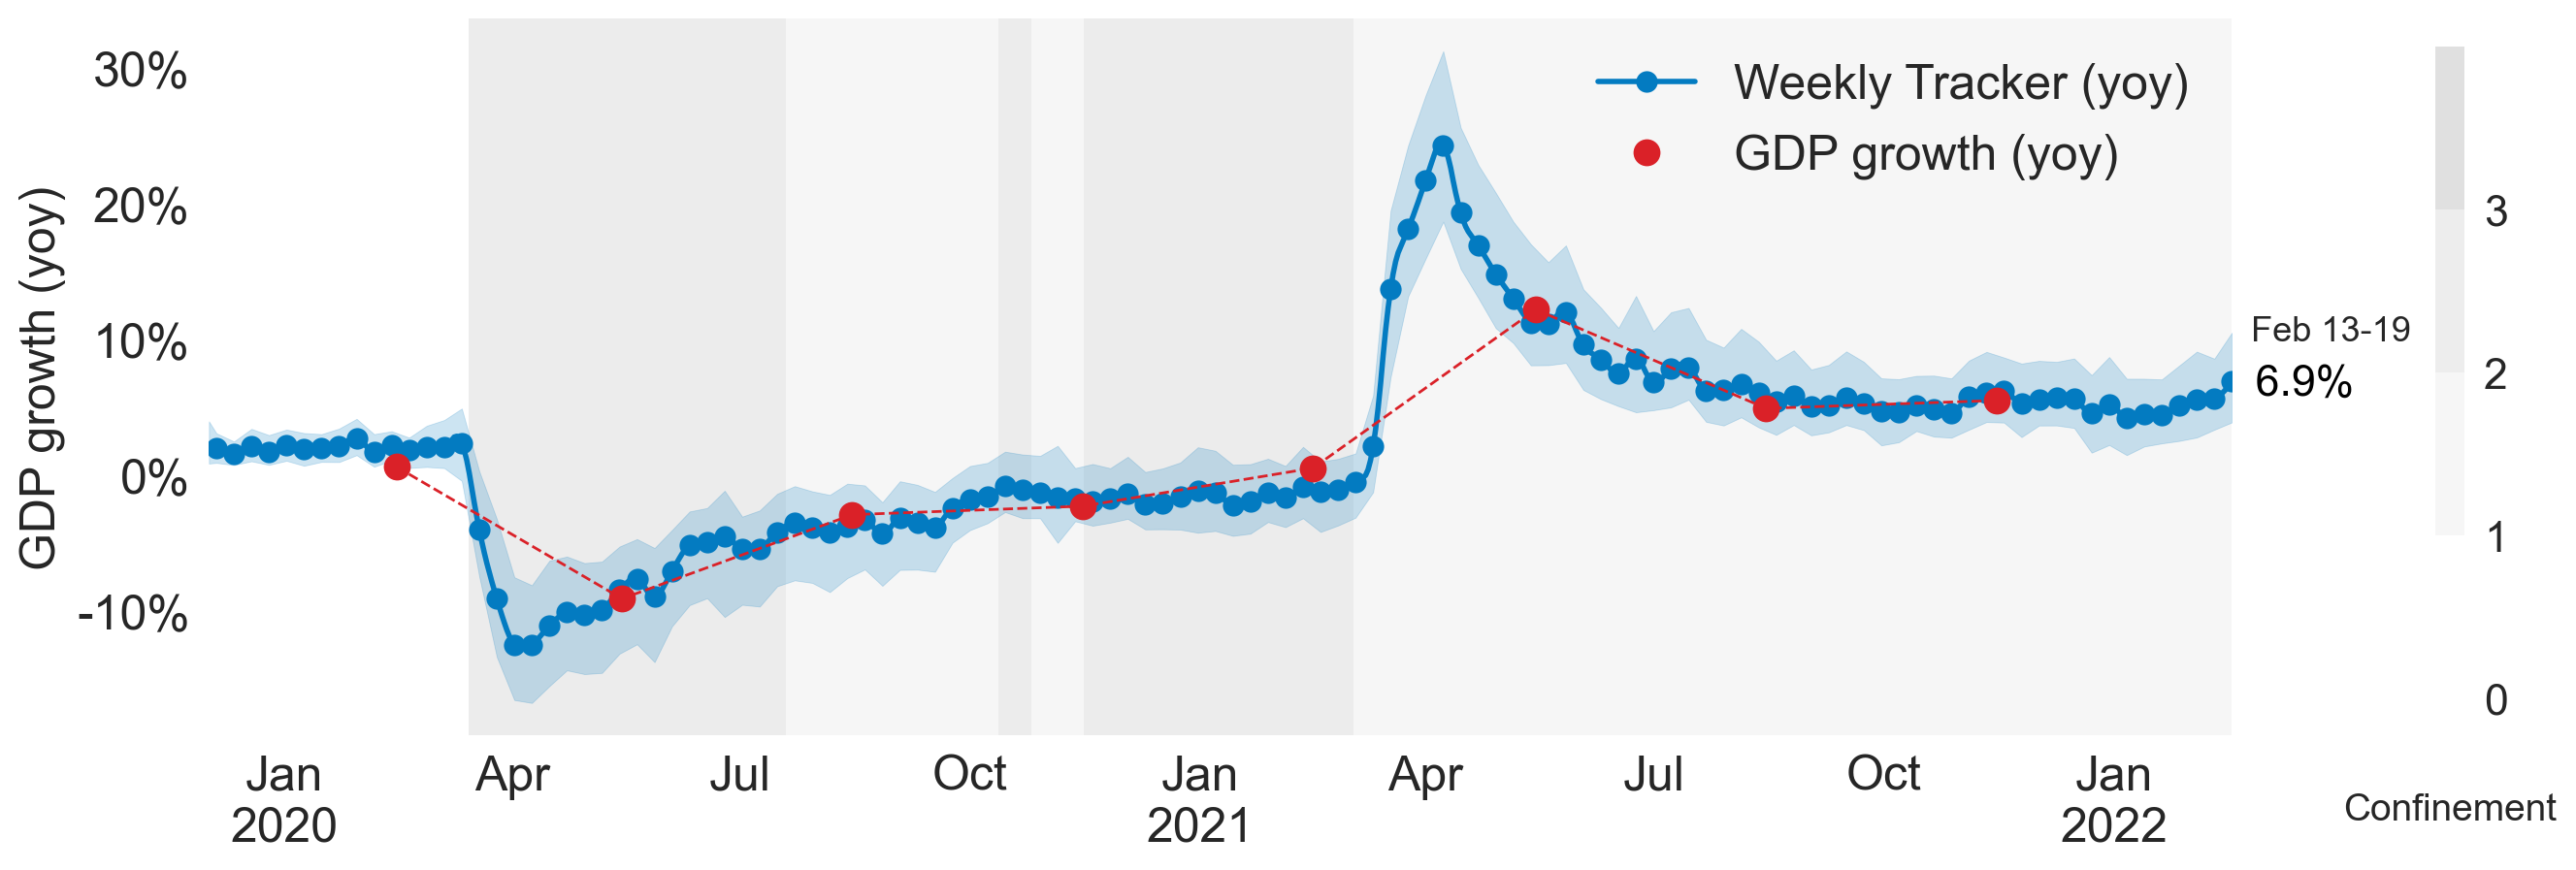 GDP growth (yoy)
30%
20%
10%
0%
-10%
Weekly Tracker (yoy)
GDP growth (yoy)
Feb 13-19
6.9%
3
2
1
0
Confinement
Jan Apr Jul Oct Jan Apr Jul Oct Jan
2020 2021 2022